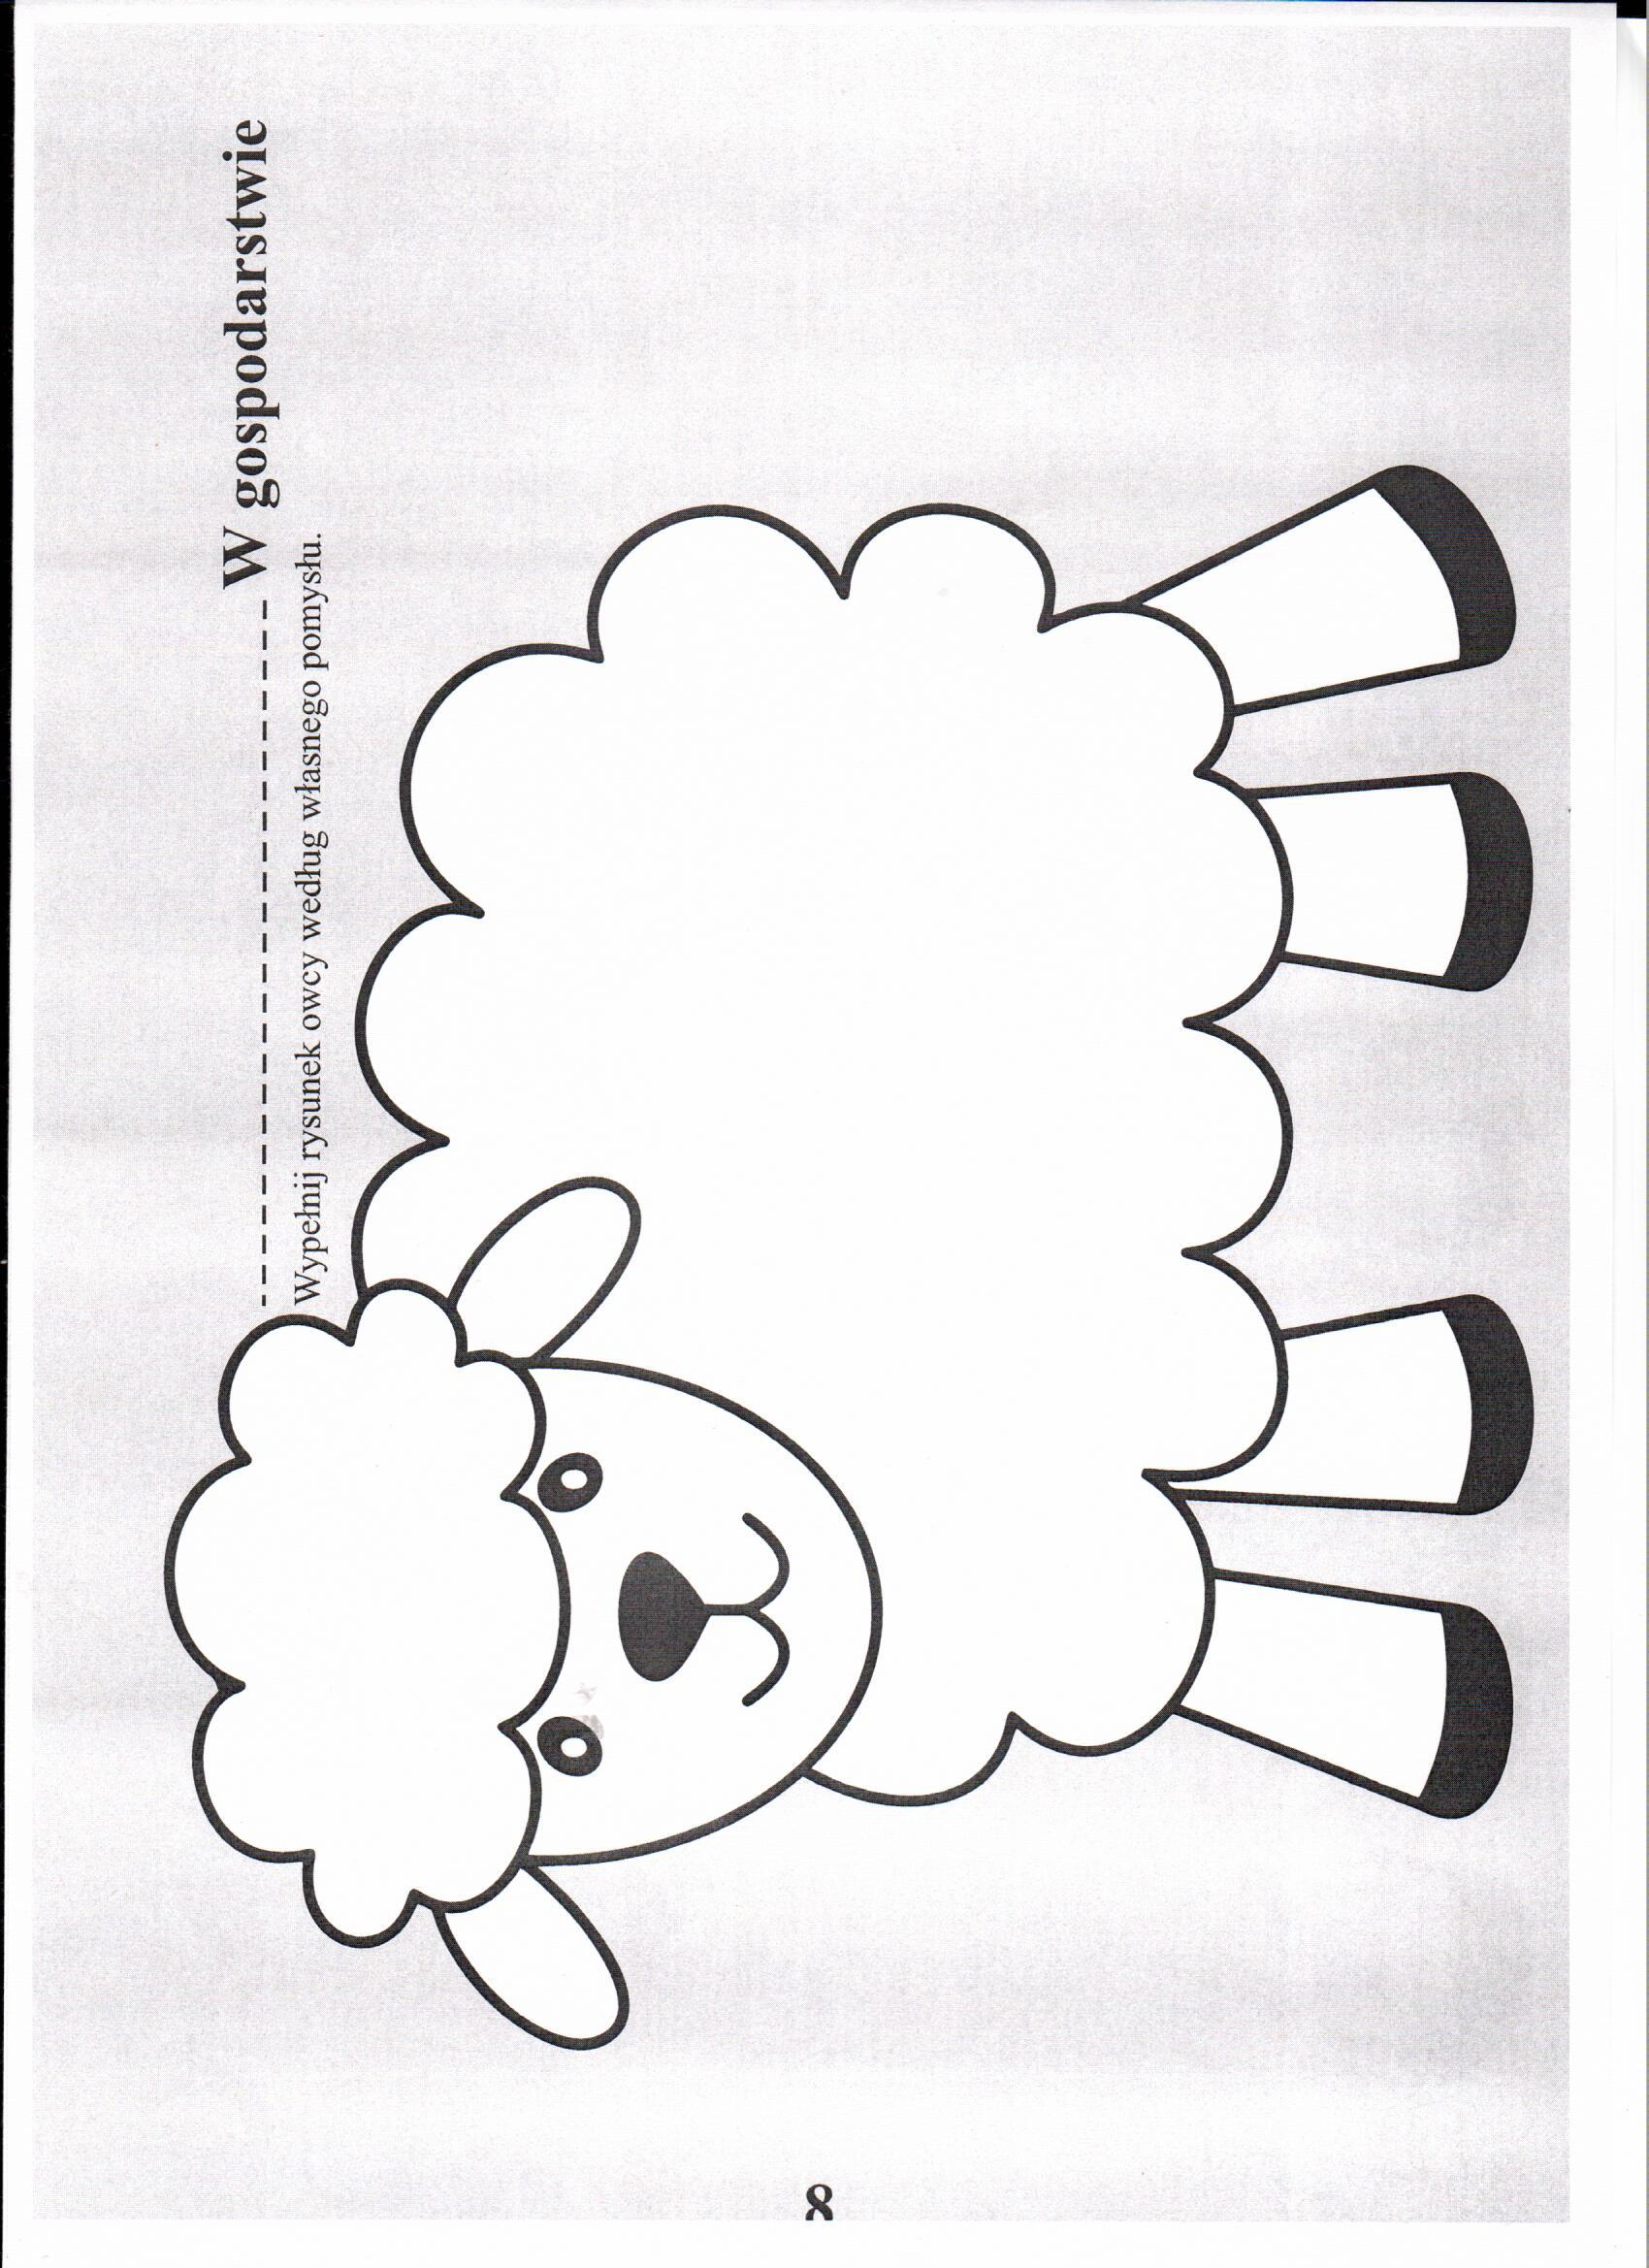 W gospodarstwie
Wypełnij rysunek owcy według własnego pomysłu.
8